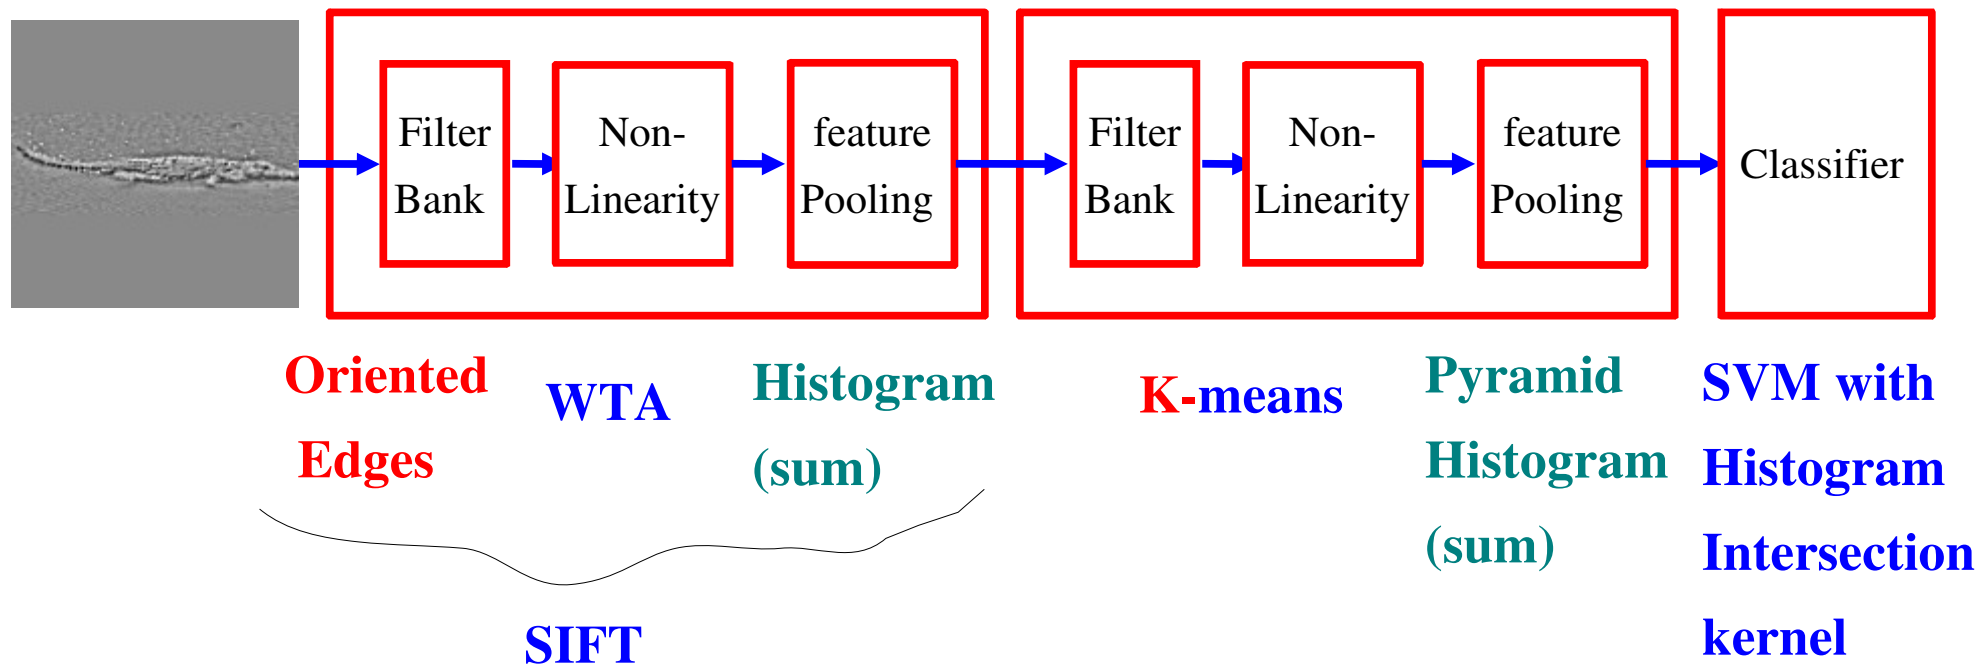 Filter
Bank
Non-
Linearity
feature
Pooling
Filter
Bank
Non-
Linearity
feature
Pooling
Classifier
Oriented
Edges
WTA
Histogram
(sum)
K-means
Pyramid
Histogram
(sum)
SVM with
Histogram
Intersection
kernel
SIFT